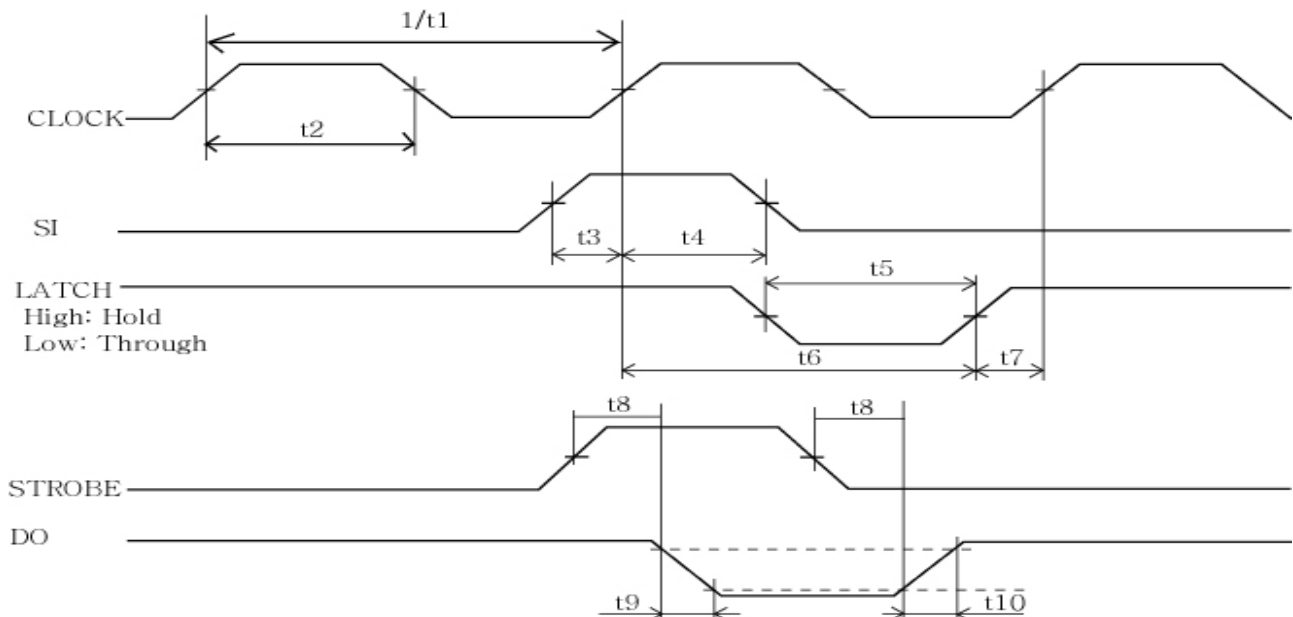 1/t1
CLOCK
t2
SI
t3
t4
LATCH
High: Hold
Low: Through
t5
t6
t7
t8
t8
STROBE
DO
t9
t10